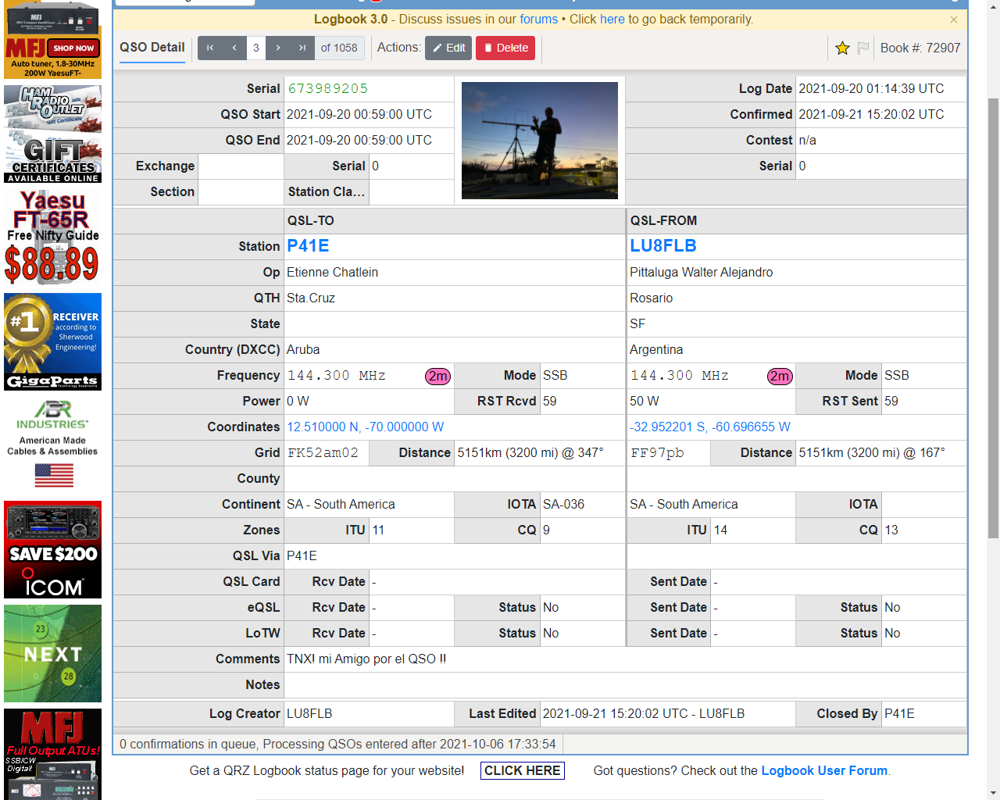 Logbook 3.0 - Discuss issues in our forums • Click here to go back temporarily. ×
QSO Detail 3 of 1058 Actions: Edit Delete Book #: 72907
Serial 673989205 Log Date 2021-09-20 01:14:39 UTC
QSO Start 2021-09-20 00:59:00 UTC Confirmed 2021-09-21 15:20:02 UTC
QSO End 2021-09-20 00:59:00 UTC Contest n/a
Exchange Serial 0 Serial 0
Section Station Cla...
QSL-TO QSL-FROM
Station P41E LU8FLB
Op Etienne Chatlein Pittaluga Walter Alejandro
QTH Sta.Cruz Rosario
State SF
Country (DXCC) Aruba Argentina
Frequency 144.300 MHz 2m Mode SSB 144.300 MHz 2m Mode SSB
Power 0 W RST Rcvd 59 50 W RST Sent 59
Coordinates 12.510000 N, -70.000000 W -32.952201 S, -60.696655 W
Grid FK52am02 Distance 5151km (3200 mi) @ 347° FF97pb Distance 5151km (3200 mi) @ 167°
County
Continent SA - South America IOTA SA-036 SA - South America IOTA
Zones ITU 11 CQ 9 ITU 14 CQ 13
QSL Via P41E
QSL Card Rcv Date - Sent Date -
eQSL Rcv Date - Status No Sent Date - Status No
LoTW Rcv Date - Status No Sent Date - Status No
Comments TNX! mi Amigo por el QSO !!
Notes
Log Creator LU8FLB Last Edited 2021-09-21 15:20:02 UTC - LU8FLB Closed By P41E
0 confirmations in queue, Processing QSOs entered after 2021-10-06 17:33:54
Get a QRZ Logbook status page for your website! CLICK HERE Got questions? Check out the Logbook User Forum.
MFJ
MFJ SHOP NOW
Auto tuner, 1.8-30MHz
200W YaesuFT-
HAM RADIO OUTLET
Gift Certificate
GIFT
CERTIFICATES
AVAILABLE ONLINE
Yaesu
FT-65R
Free Nifty Guide
$88.89
#1 RECEIVER
according to
Sherwood
Engineering!
GigaParts
ABR
INDUSTRIES™
American Made
Cables & Assemblies
SAVE $200
ICOM
23
NEXT
28
MFJ
Full Output ATUs!
SSB/CW
Digital!
MFJ
MFJ